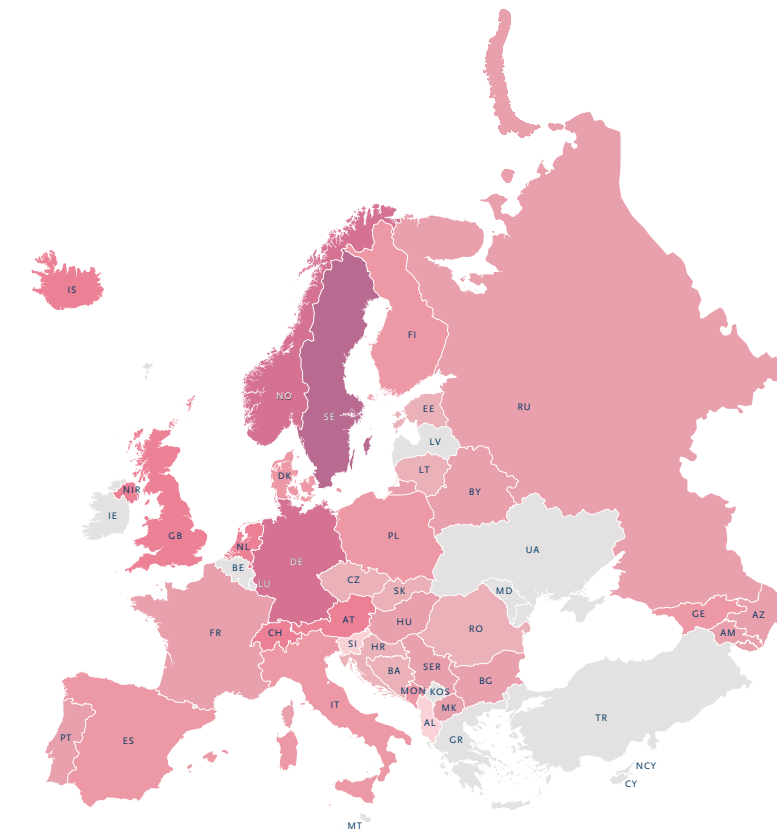 IS
FI
NO
RU
SE
EE
LV
LT
DK
NIR
BY
IE
GB
PL
NL
UA
DE
BE
CZ
LU
SK
MD
GE
AZ
AT
HU
RO
FR
CH
AM
SI
HR
SER
BA
BG
MON
KOS
IT
MK
TR
AL
PT
ES
GR
NCY
CY
MT